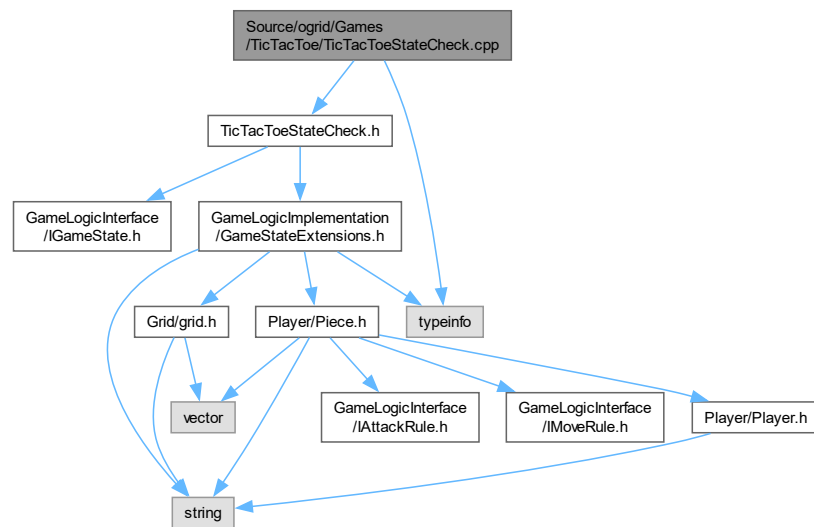 Source/ogrid/Games
/TicTacToe/TicTacToeStateCheck.cpp
TicTacToeStateCheck.h
GameLogicInterface
/IGameState.h
GameLogicImplementation
/GameStateExtensions.h
Grid/grid.h
Player/Piece.h
typeinfo
vector
GameLogicInterface
/IAttackRule.h
GameLogicInterface
/IMoveRule.h
Player/Player.h
string